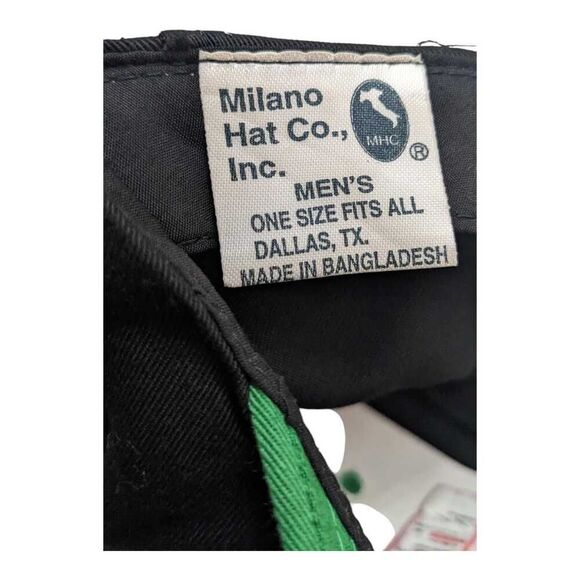 Milano
Hat Co.,
Inc.
MHC
®
MEN'S
ONE SIZE FITS ALL
DALLAS, TX.
MADE IN BANGLADESH